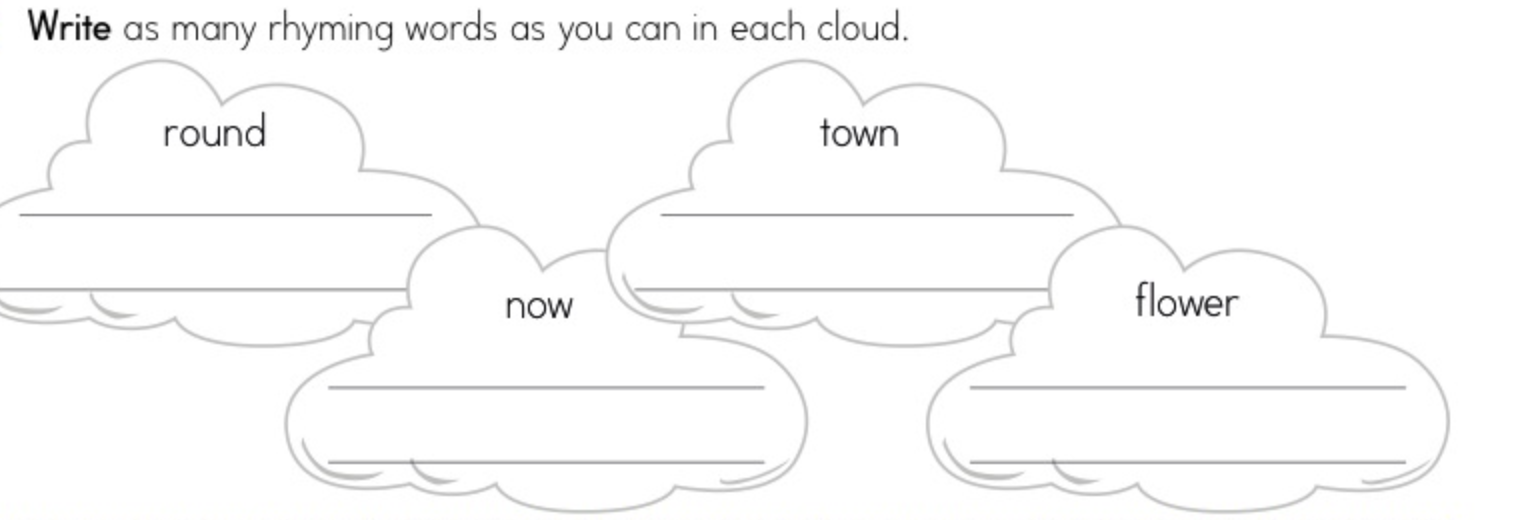 Write as many rhyming words as you can in each cloud.
round
town
now
flower